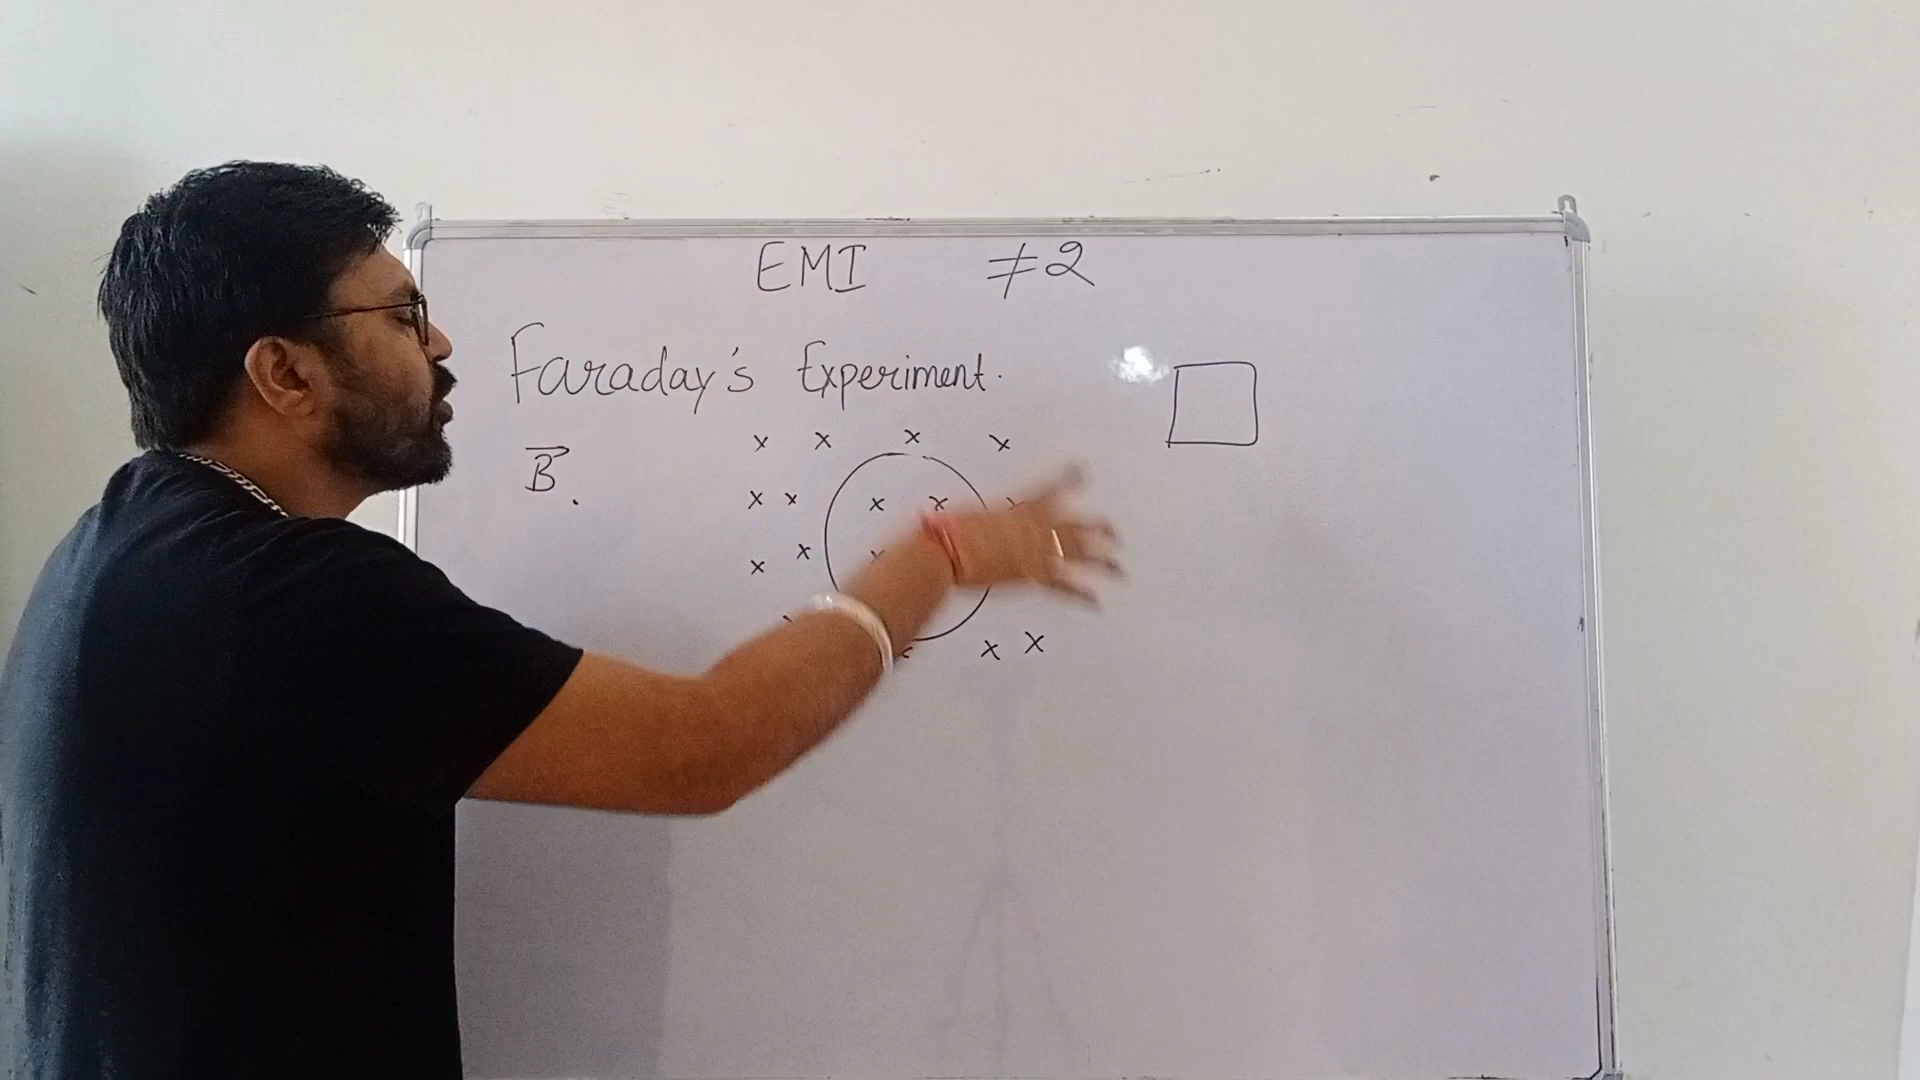 EMI #2
Faraday's Experiment.
x x x x
B.
x x x x
x x
x x